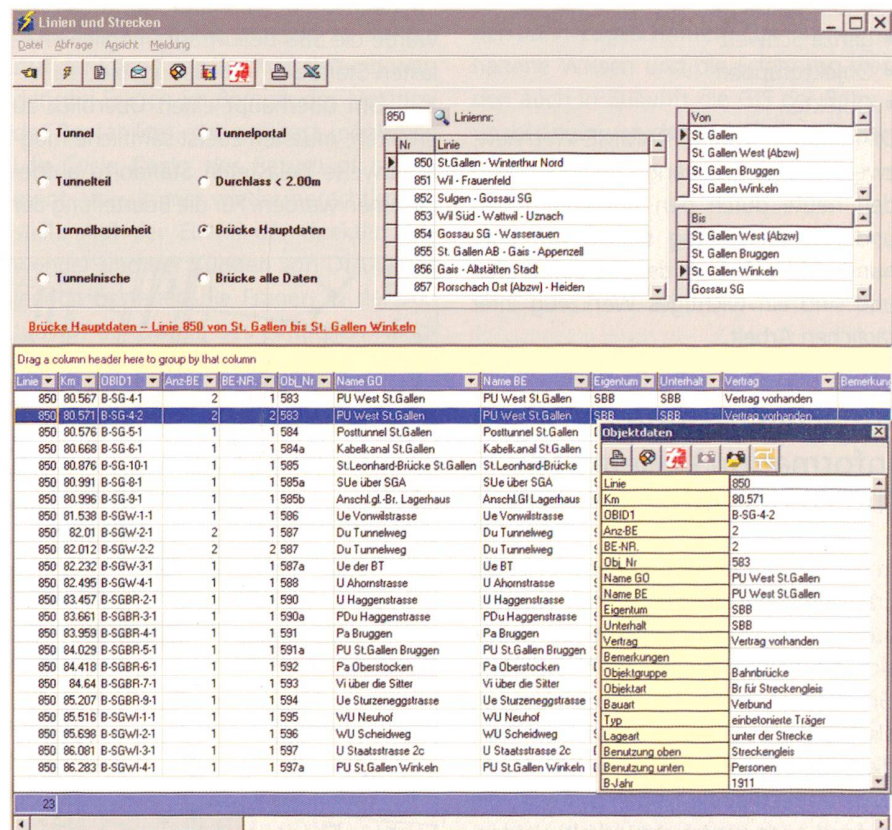 Linien und Strecken
Datei Abfrage Ansicht Meldung
850 Liniennr.
Nr Linie
850 St.Gallen - Winterthur Nord
851 Wil - Frauenfeld
852 Sulgen - Gossau SG
853 Wil Süd - Wattwil - Uznach
854 Gossau SG - Wasserauen
855 St. Gallen AB - Gais - Appenzell
856 Gais - Altstätten Stadt
857 Rorschach Ost (Abzw) - Heiden
Von
St. Gallen
St. Gallen West (Abzw)
St. Gallen Bruggen
St. Gallen Winkeln
Bis
St. Gallen West (Abzw)
St. Gallen Bruggen
St. Gallen Winkeln
Gossau SG
Tunnel Tunnelportal
Tunnelteil Durchlass < 2.00m
Tunnelbaueinheit Brücke Hauptdaten
Tunnelnische Brücke alle Daten
Brücke Hauptdaten -- Linie 850 von St. Gallen bis St. Gallen Winkeln
Drag a column header here to group by that column
Linie Km OBID1 Anz-BE BE-NR. Obj_Nr Name GO Name BE Eigentum Unterhalt Vertrag Bemerkung
850 80.567 B-SG-4-1 2 1 583 PU West St.Gallen PU West St.Gallen SBB SBB Vertrag vorhanden
850 80.571 B-SG-4-2 2 2 583 PU West St.Gallen PU West St.Gallen SBB SBB Vertrag vorhanden
850 80.576 B-SG-5-1 1 1 584 Posttunnel St.Gallen Posttunnel St.Gallen
850 80.668 B-SG-6-1 1 1 584a Kabelkanal St.Gallen Kabelkanal St.Gallen
850 80.876 B-SG-10-1 1 1 585 St.Leonhard-Brücke St.Gallen St.Leonhard-Brücke
850 80.991 B-SG-8-1 1 1 585a SUe über SGA SUe über SGA
850 80.996 B-SG-9-1 1 1 585b Anschl.gl.-Br. Lagerhaus Anschl.Gl Lagerhaus
850 81.538 B-SGW-1-1 1 1 586 Ue Vonwilstrasse Ue Vonwilstrasse
850 82.01 B-SGW-2-1 2 1 587 Du Tunnelweg Du Tunnelweg
850 82.012 B-SGW-2-2 2 2 587 Du Tunnelweg Du Tunnelweg
850 82.232 B-SGW-3-1 1 1 587a Ue der BT Ue BT
850 82.495 B-SGW-4-1 1 1 588 U Ahornstrasse U Ahornstrasse
850 83.457 B-SGBR-2-1 1 1 590 U Haggenstrasse U Haggenstrasse
850 83.661 B-SGBR-3-1 1 1 590a PDu Haggenstrasse PDu Haggenstrasse
850 83.959 B-SGBR-4-1 1 1 591 Pa Bruggen Pa Bruggen
850 84.029 B-SGBR-5-1 1 1 591a PU St.Gallen Bruggen PU St.Gallen Bruggen
850 84.418 B-SGBR-6-1 1 1 592 Pa Oberstocken Pa Oberstocken
850 84.64 B-SGBR-7-1 1 1 593 Vi über die Sitter Vi über die Sitter
850 85.207 B-SGBR-9-1 1 1 594 Ue Sturzeneggstrasse Ue Sturzeneggstrasse
850 85.516 B-SGWI-1-1 1 1 595 WU Neuhof WU Neuhof
850 85.698 B-SGWI-2-1 1 1 596 WU Scheidweg WU Scheidweg
850 86.081 B-SGWI-3-1 1 1 597 U Staatsstrasse 2c U Staatsstrasse 2c
850 86.283 B-SGWI-4-1 1 1 597a PU St.Gallen Winkeln PU St.Gallen Winkeln
23
Objektdaten
Linie 850
Km 80.571
OBID1 B-SG-4-2
Anz-BE 2
BE-NR. 2
Obj_Nr 583
Name GO PU West St.Gallen
Name BE PU West St.Gallen
Eigentum SBB
Unterhalt SBB
Vertrag Vertrag vorhanden
Bemerkungen
Objektgruppe Bahnbrücke
Objektart Br für Streckengleis
Bauart Verbund
Typ einbetonierte Träger
Lageart unter der Strecke
Benutzung oben Streckengleis
Benutzung unten Personen
B-Jahr 1911